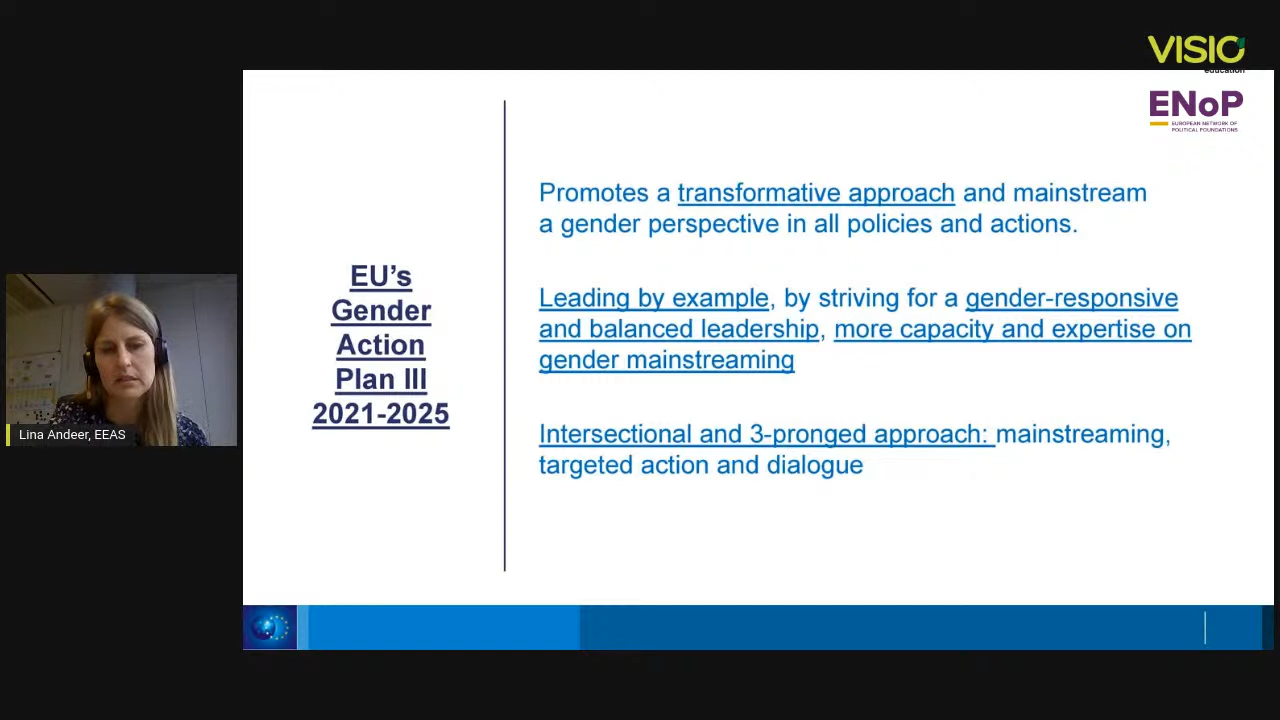 VISIO
education
ENoP
EUROPEAN NETWORK OF
POLITICAL FOUNDATIONS
EU’s
Gender
Action
Plan III
2021-2025
Promotes a transformative approach and mainstream
a gender perspective in all policies and actions.
Leading by example, by striving for a gender-responsive
and balanced leadership, more capacity and expertise on
gender mainstreaming
Intersectional and 3-pronged approach: mainstreaming,
targeted action and dialogue
Lina Andeer, EEAS